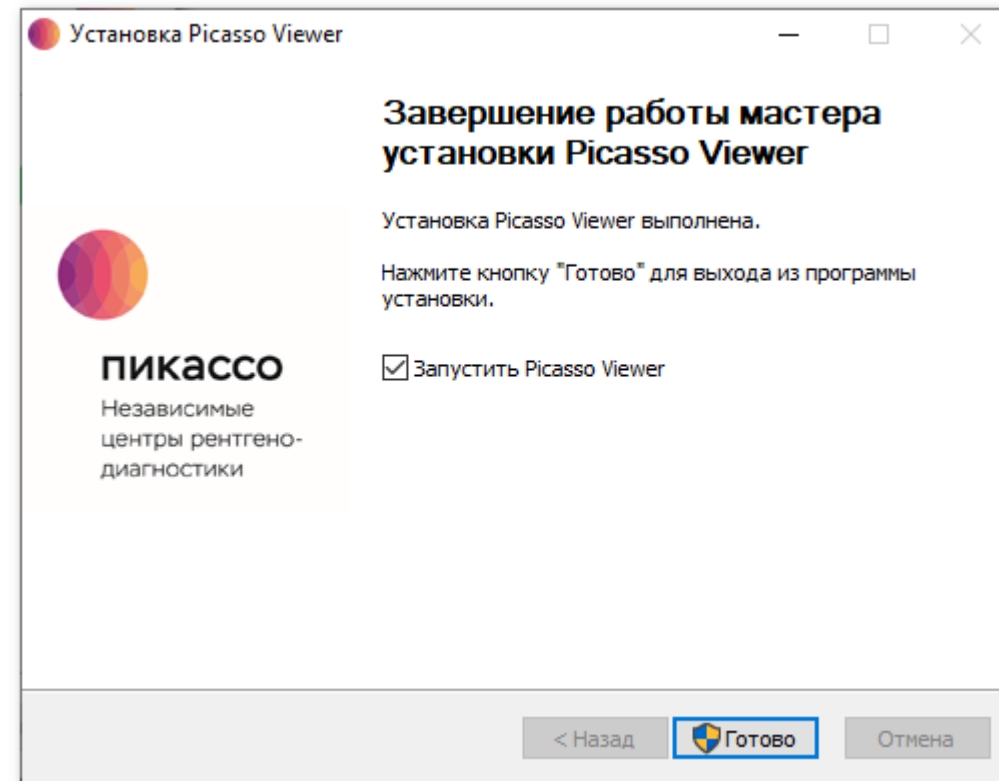 Установка Picasso Viewer
Завершение работы мастера
установки Picasso Viewer
Установка Picasso Viewer выполнена.
Нажмите кнопку "Готово" для выхода из программы
установки.
Запустить Picasso Viewer
пикассо
Независимые
центры рентгено-
диагностики
< Назад
Готово
Отмена